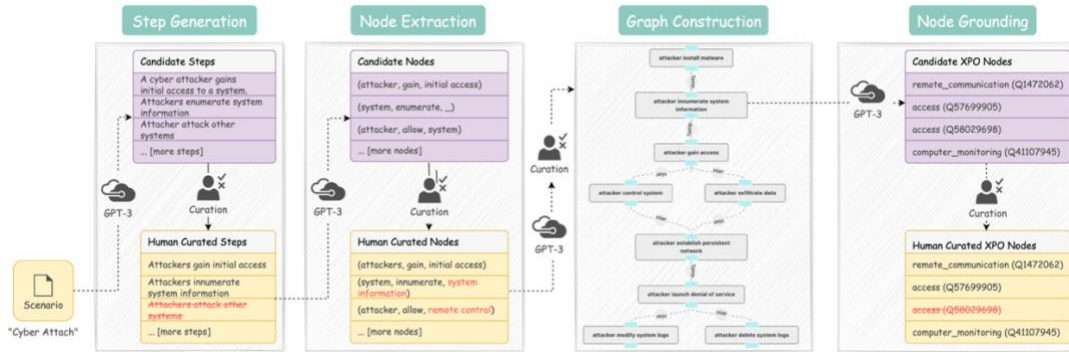 Step Generation
Node Extraction
Graph Construction
Node Grounding
Scenario
"Cyber Attach"
GPT-3
Candidate Steps
A cyber attacker gains
initial access to a system.
Attackers enumerate system
information
Attacher attack other
systems
... [more steps]
Curation
Human Curated Steps
Attackers gain initial access
Attackers innumerate
system information
Attachers attack other
systems
... [more steps]
GPT-3
Candidate Nodes
(attacker, gain, initial access)
(system, enumerate, _)
(attacker, allow, system)
... [more nodes]
Curation
Human Curated Nodes
(attackers, gain, initial access)
(system, innumerate, system
information)
(attacker, allow, remote control)
... [more nodes]
Curation
GPT-3
attacker install malware
attacker innumerate system
information
attacker gain access
attacker control system
attacker exfiltrate data
attacker establish persistent
network
attacker launch denial of service
attacker modify system logs
attacker delete system logs
GPT-3
Candidate XPO Nodes
remote_communication (Q1472062)
access (Q57699905)
access (Q58029698)
computer_monitoring (Q41107945)
Curation
Human Curated XPO Nodes
remote_communication (Q1472062)
access (Q57699905)
access (Q58029698)
computer_monitoring (Q41107945)